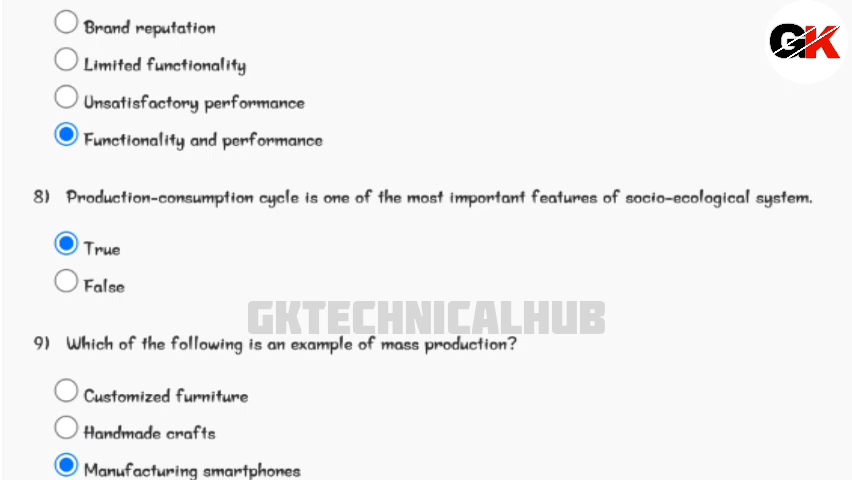 GK
Brand reputation
Limited functionality
Unsatisfactory performance
Functionality and performance
8) Production-consumption cycle is one of the most important features of socio-ecological system.
True
False
GKTECHNICALHUB
9) Which of the following is an example of mass production?
Customized furniture
Handmade crafts
Manufacturing smartphones